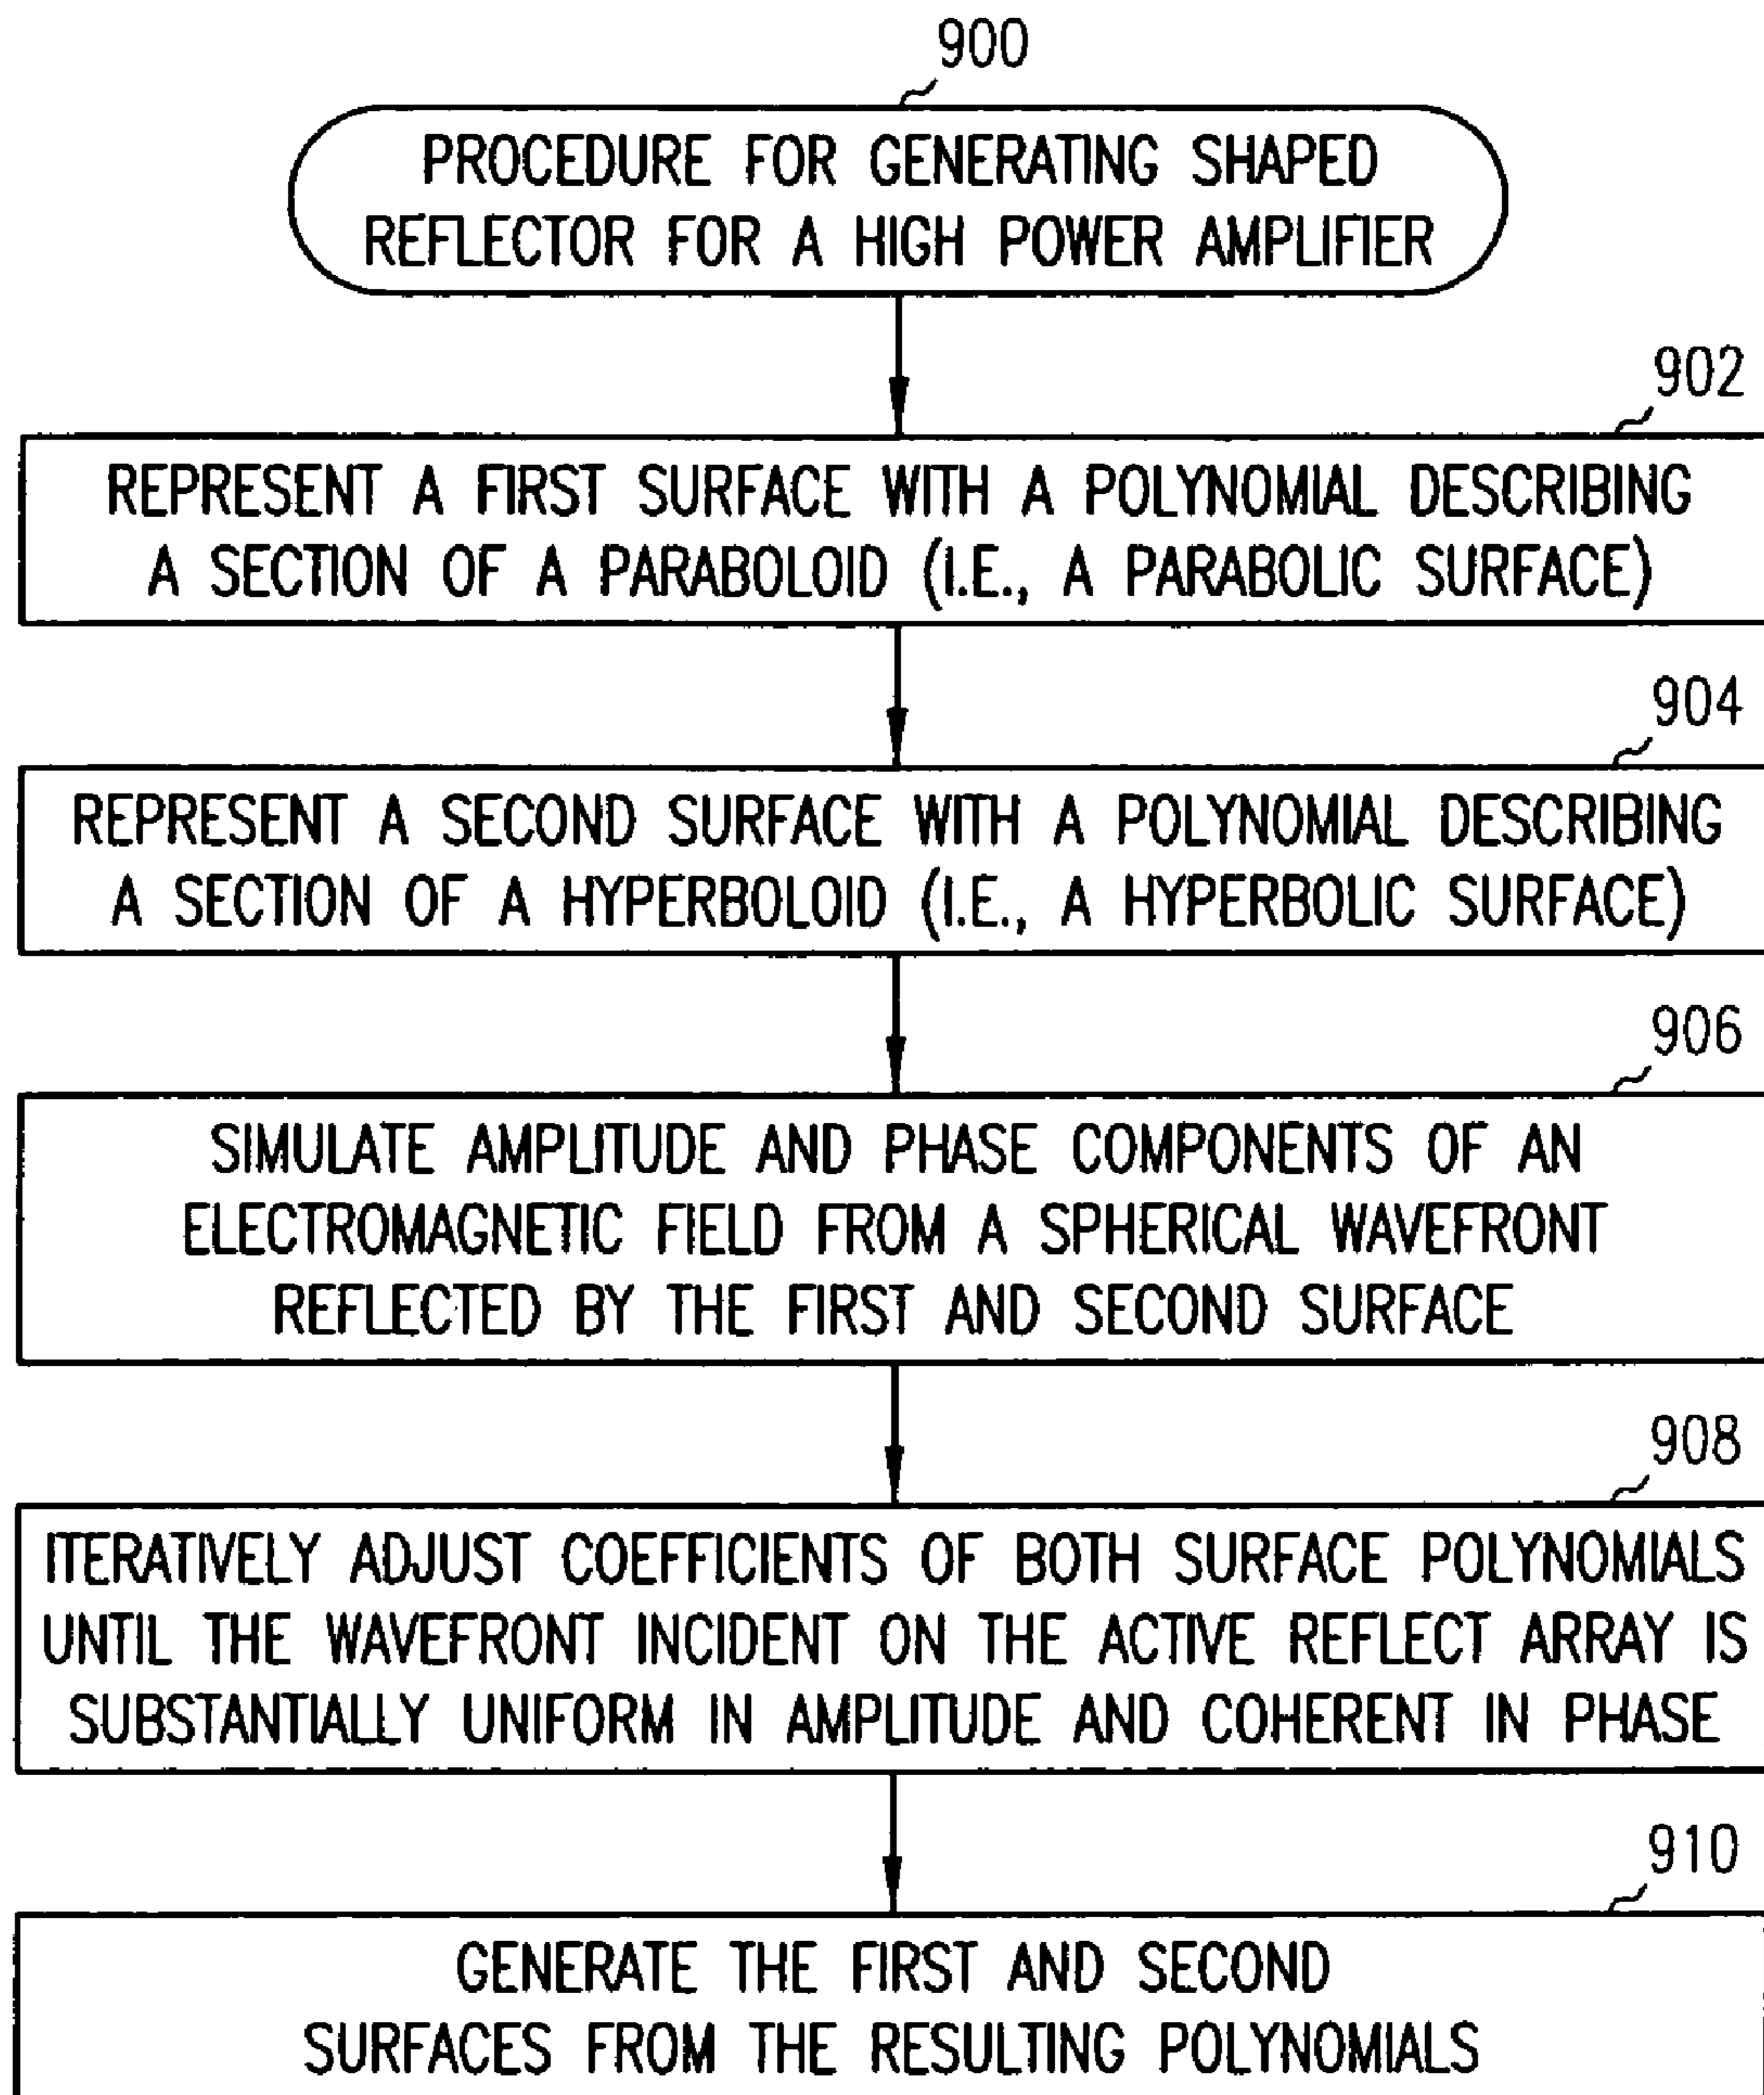 900
PROCEDURE FOR GENERATING SHAPED
REFLECTOR FOR A HIGH POWER AMPLIFIER
902
REPRESENT A FIRST SURFACE WITH A POLYNOMIAL DESCRIBING
A SECTION OF A PARABOLOID (I.E., A PARABOLIC SURFACE)
904
REPRESENT A SECOND SURFACE WITH A POLYNOMIAL DESCRIBING
A SECTION OF A HYPERBOLOID (I.E., A HYPERBOLIC SURFACE)
906
SIMULATE AMPLITUDE AND PHASE COMPONENTS OF AN
ELECTROMAGNETIC FIELD FROM A SPHERICAL WAVEFRONT
REFLECTED BY THE FIRST AND SECOND SURFACE
908
ITERATIVELY ADJUST COEFFICIENTS OF BOTH SURFACE POLYNOMIALS
UNTIL THE WAVEFRONT INCIDENT ON THE ACTIVE REFLECT ARRAY IS
SUBSTANTIALLY UNIFORM IN AMPLITUDE AND COHERENT IN PHASE
910
GENERATE THE FIRST AND SECOND
SURFACES FROM THE RESULTING POLYNOMIALS